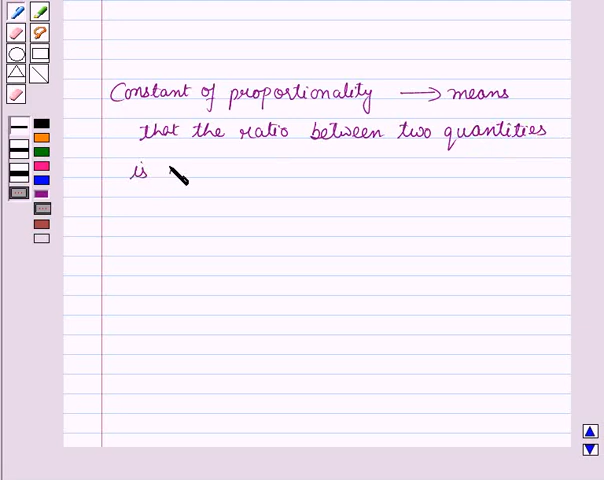 Constant of proportionality → means
that the ratio between two quantities
is